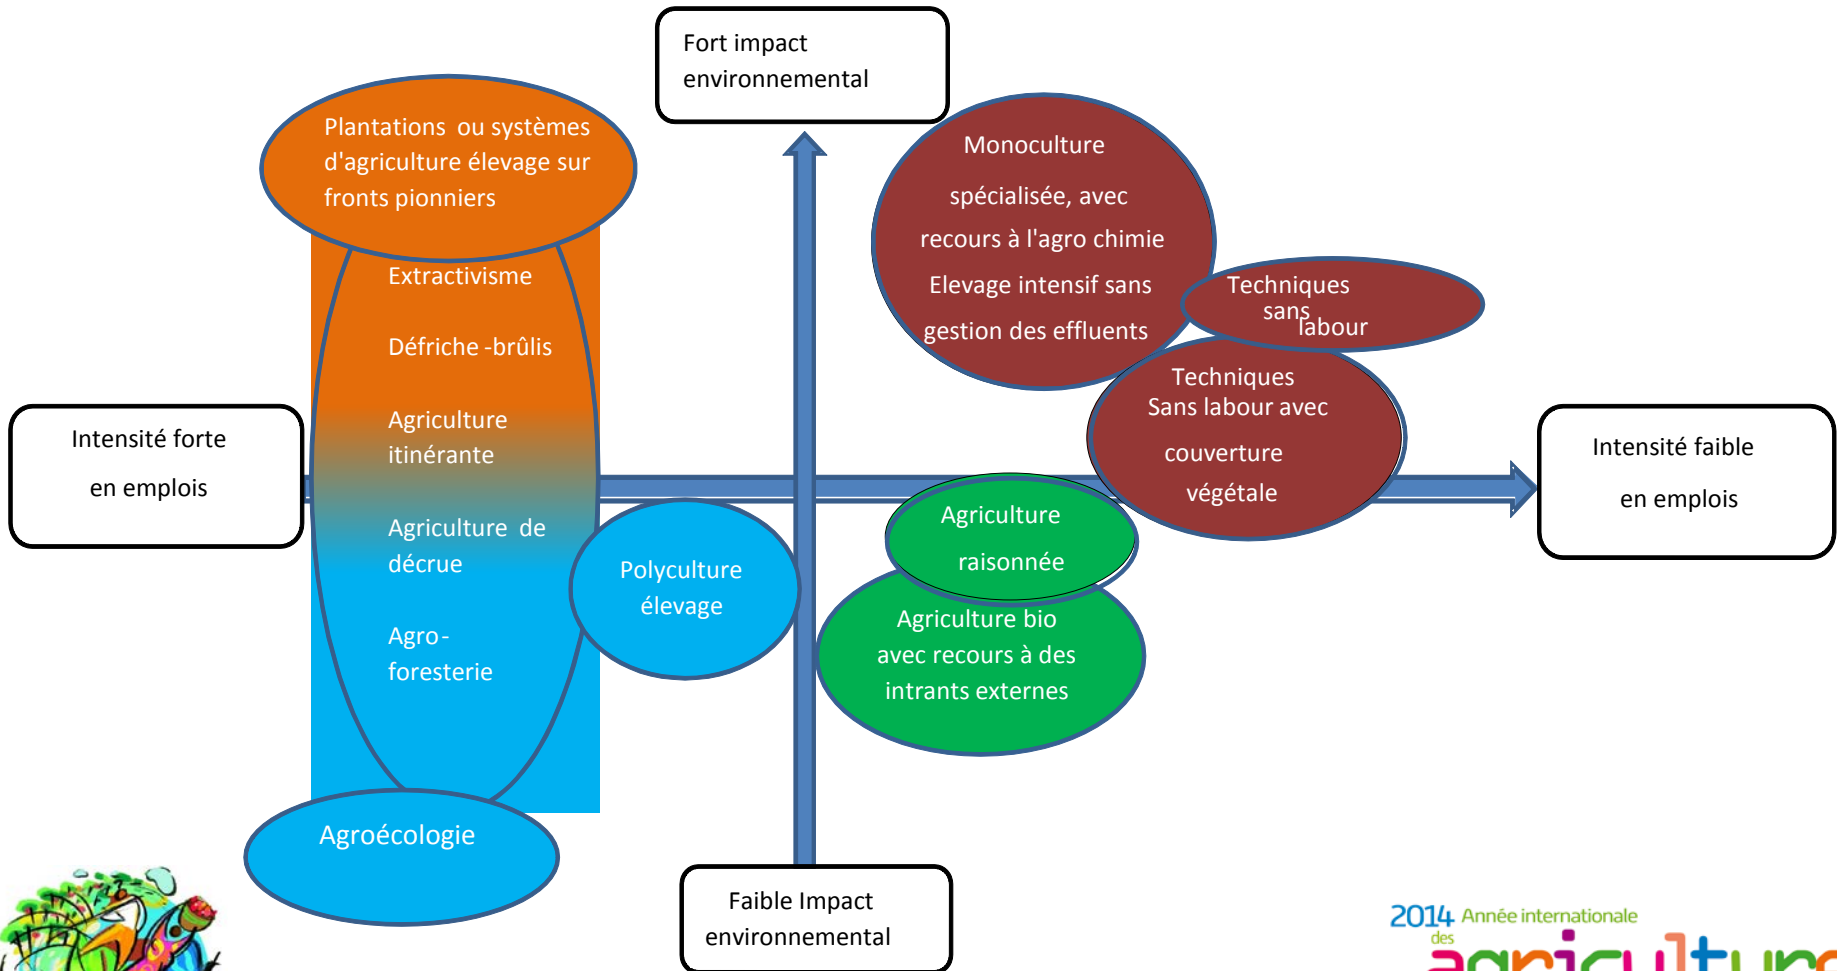 Fort impact
environnemental
Plantations ou systèmes
d'agriculture élevage sur
fronts pionniers
Extractivisme
Défriche -brûlis
Agriculture
itinérante
Agriculture de
décrue
Agro-
foresterie
Monoculture
spécialisée, avec
recours à l'agro chimie
Elevage intensif sans
gestion des effluents
Techniques
sans
labour
Techniques
Sans labour avec
couverture
végétale
Intensité forte
en emplois
Intensité faible
en emplois
Polyculture
élevage
Agriculture
raisonnée
Agriculture bio
avec recours à des
intrants externes
Agroécologie
Faible Impact
environnemental
2014 Année internationale
des
agriculture